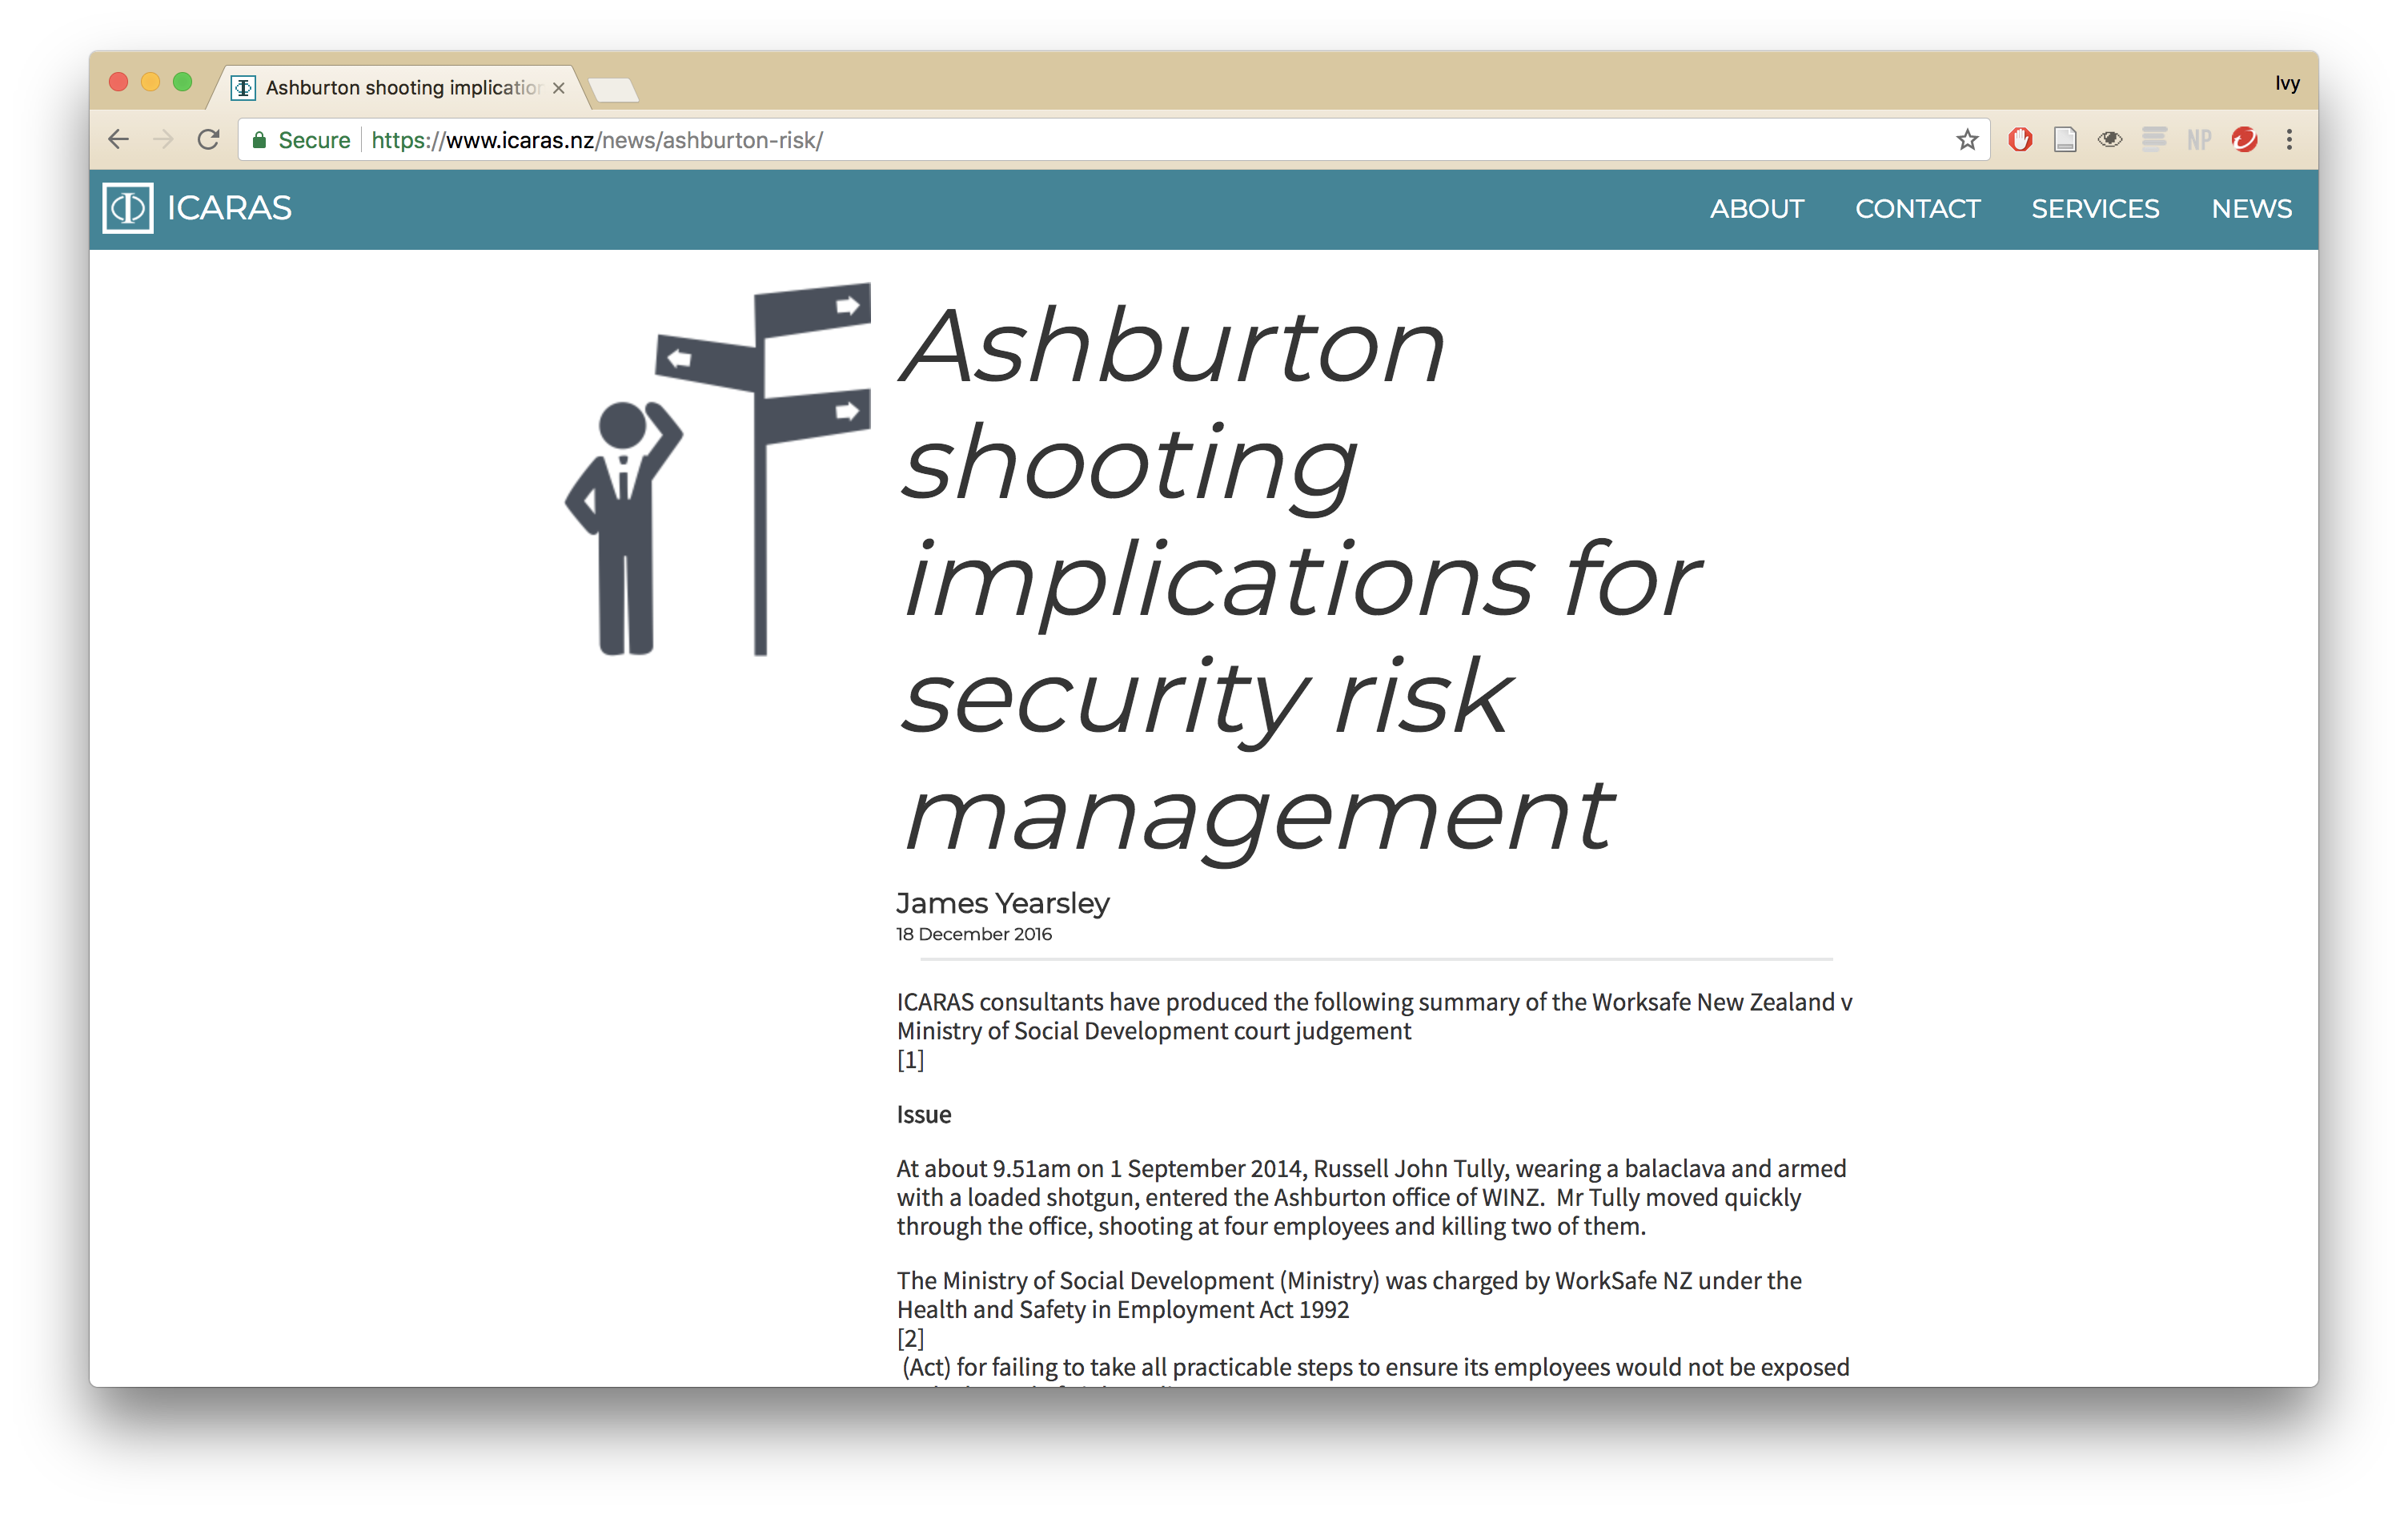 Ashburton shooting implication
Ivy
Secure https://www.icaras.nz/news/ashburton-risk/
NP
ICARAS
ABOUT CONTACT SERVICES NEWS
Ashburton
shooting
implications for
security risk
management
James Yearsley
18 December 2016
ICARAS consultants have produced the following summary of the Worksafe New Zealand v
Ministry of Social Development court judgement
[1]
Issue
At about 9.51am on 1 September 2014, Russell John Tully, wearing a balaclava and armed
with a loaded shotgun, entered the Ashburton office of WINZ.  Mr Tully moved quickly
through the office, shooting at four employees and killing two of them.
The Ministry of Social Development (Ministry) was charged by WorkSafe NZ under the
Health and Safety in Employment Act 1992
[2]
(Act) for failing to take all practicable steps to ensure its employees would not be exposed